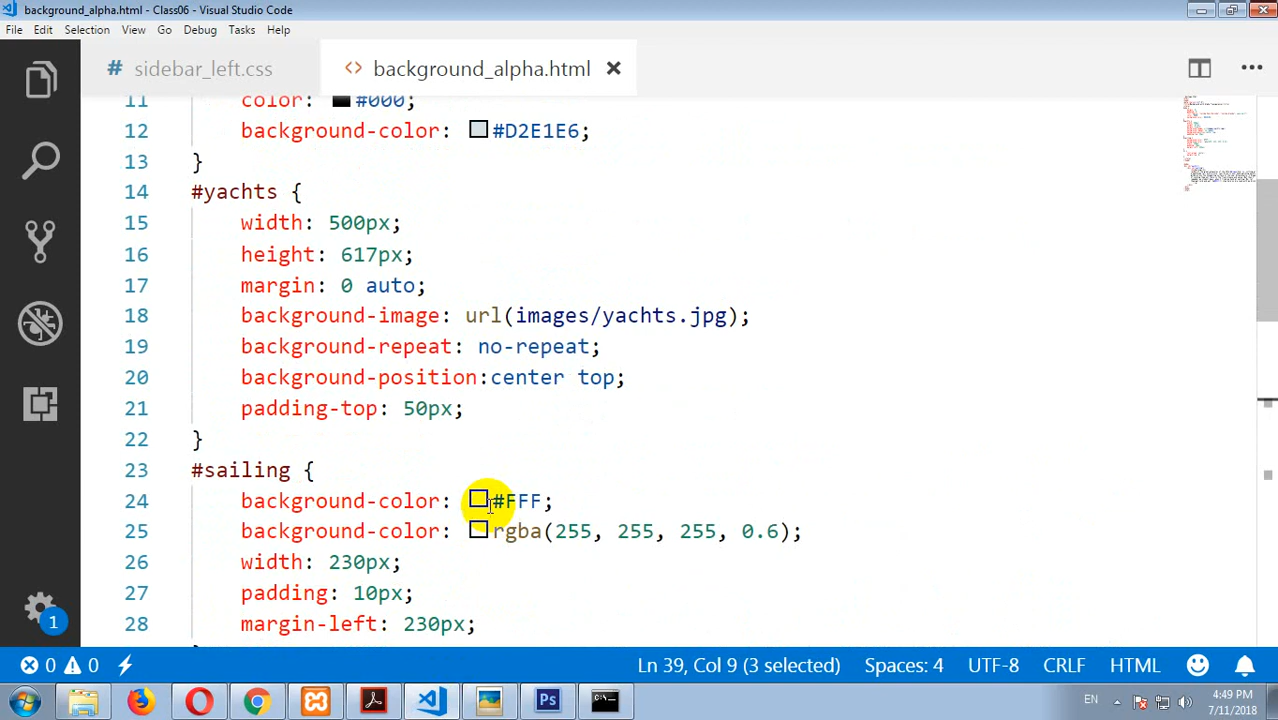 background_alpha.html - Class06 - Visual Studio Code
File Edit Selection View Go Debug Tasks Help
# sidebar_left.css <> background_alpha.html
11 color: #000;
12 background-color: #D2E1E6;
13 }
14 #yachts {
15 width: 500px;
16 height: 617px;
17 margin: 0 auto;
18 background-image: url(images/yachts.jpg);
19 background-repeat: no-repeat;
20 background-position:center top;
21 padding-top: 50px;
22 }
23 #sailing {
24 background-color: #FFF;
25 background-color: rgba(255, 255, 255, 0.6);
26 width: 230px;
27 padding: 10px;
28 margin-left: 230px;
1
0 0 Ln 39, Col 9 (3 selected) Spaces: 4 UTF-8 CRLF HTML
Ps EN 4:49 PM
7/11/2018